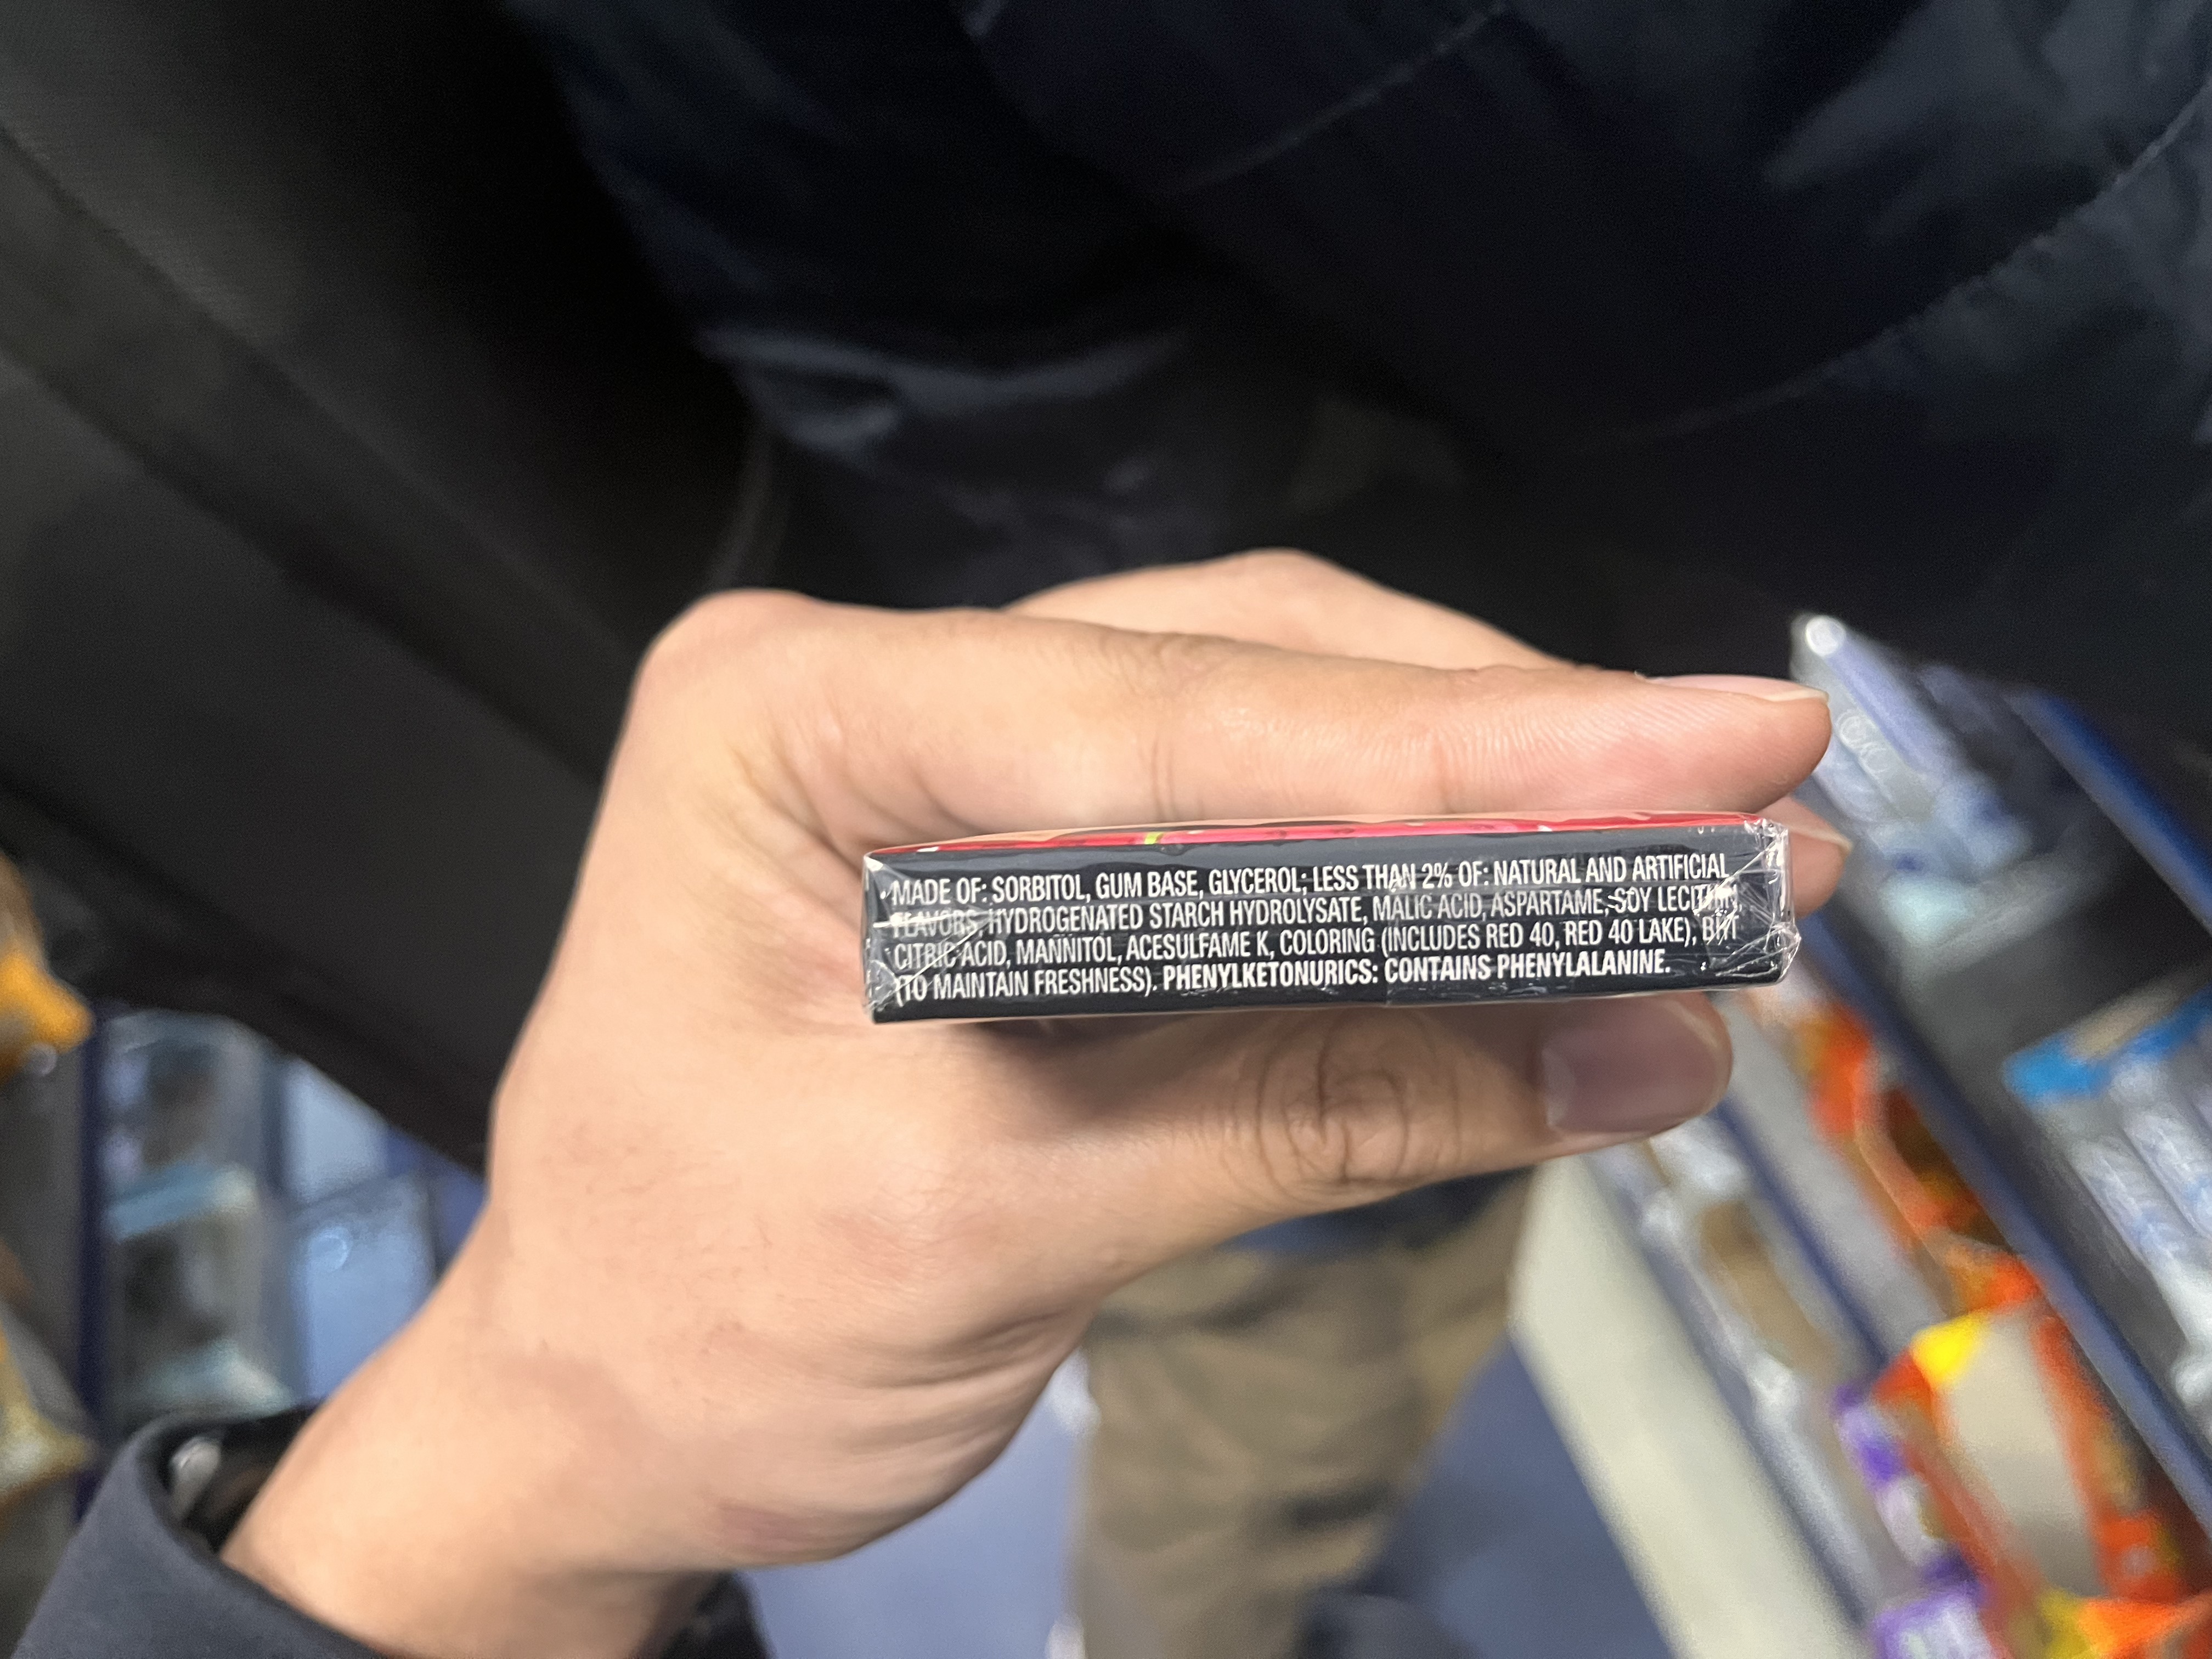 MADE OF: SORBITOL, GUM BASE, GLYCEROL; LESS THAN 2% OF: NATURAL AND ARTIFICIAL
FLAVORS, HYDROGENATED STARCH HYDROLYSATE, MALIC ACID, ASPARTAME, SOY LECITHIN,
CITRIC ACID, MANNITOL, ACESULFAME K, COLORING (INCLUDES RED 40, RED 40 LAKE), BHT
(TO MAINTAIN FRESHNESS). PHENYLKETONURICS: CONTAINS PHENYLALANINE.